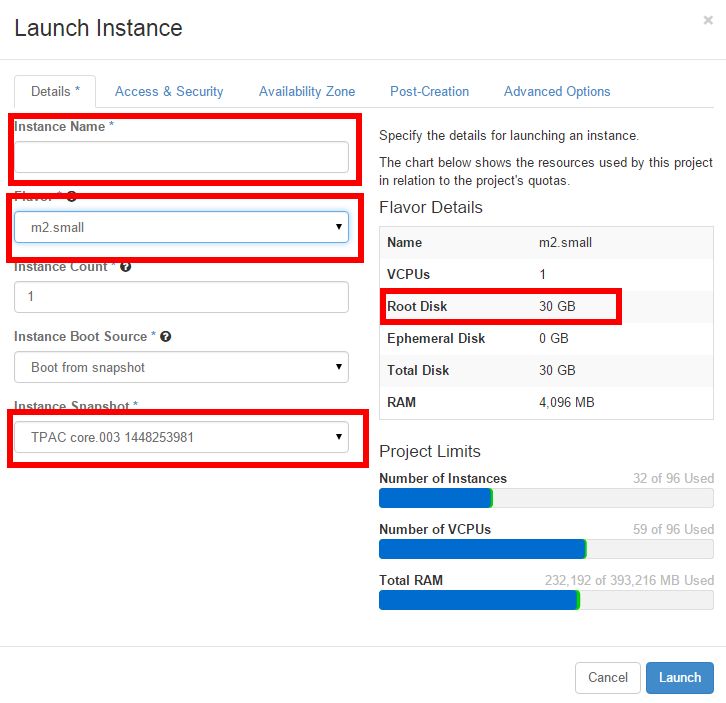 Launch Instance
×
Details *
Access & Security
Availability Zone
Post-Creation
Advanced Options
Instance Name *
Flavor * ?
m2.small
Instance Count * ?
1
Instance Boot Source * ?
Boot from snapshot
Instance Snapshot *
TPAC core.003 1448253981
Specify the details for launching an instance.
The chart below shows the resources used by this project
in relation to the project's quotas.
Flavor Details
Name m2.small
VCPUs 1
Root Disk 30 GB
Ephemeral Disk 0 GB
Total Disk 30 GB
RAM 4,096 MB
Project Limits
Number of Instances 32 of 96 Used
Number of VCPUs 59 of 96 Used
Total RAM 232,192 of 393,216 MB Used
Cancel
Launch